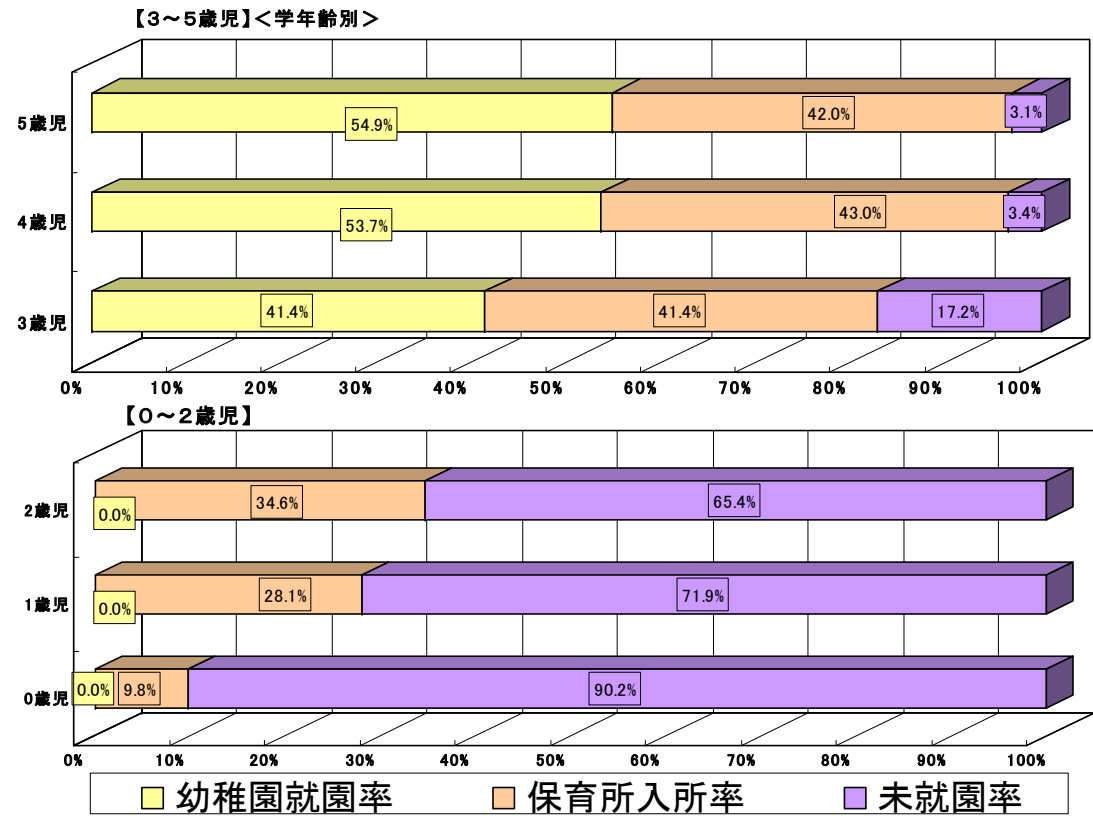 【3～5歳児】＜学年齢別＞
5歳児 54.9% 42.0% 3.1%
4歳児 53.7% 43.0% 3.4%
3歳児 41.4% 41.4% 17.2%
0% 10% 20% 30% 40% 50% 60% 70% 80% 90% 100%
【0～2歳児】
2歳児 0.0% 34.6% 65.4%
1歳児 0.0% 28.1% 71.9%
0歳児 0.0% 9.8% 90.2%
0% 10% 20% 30% 40% 50% 60% 70% 80% 90% 100%
幼稚園就園率 保育所入所率 未就園率